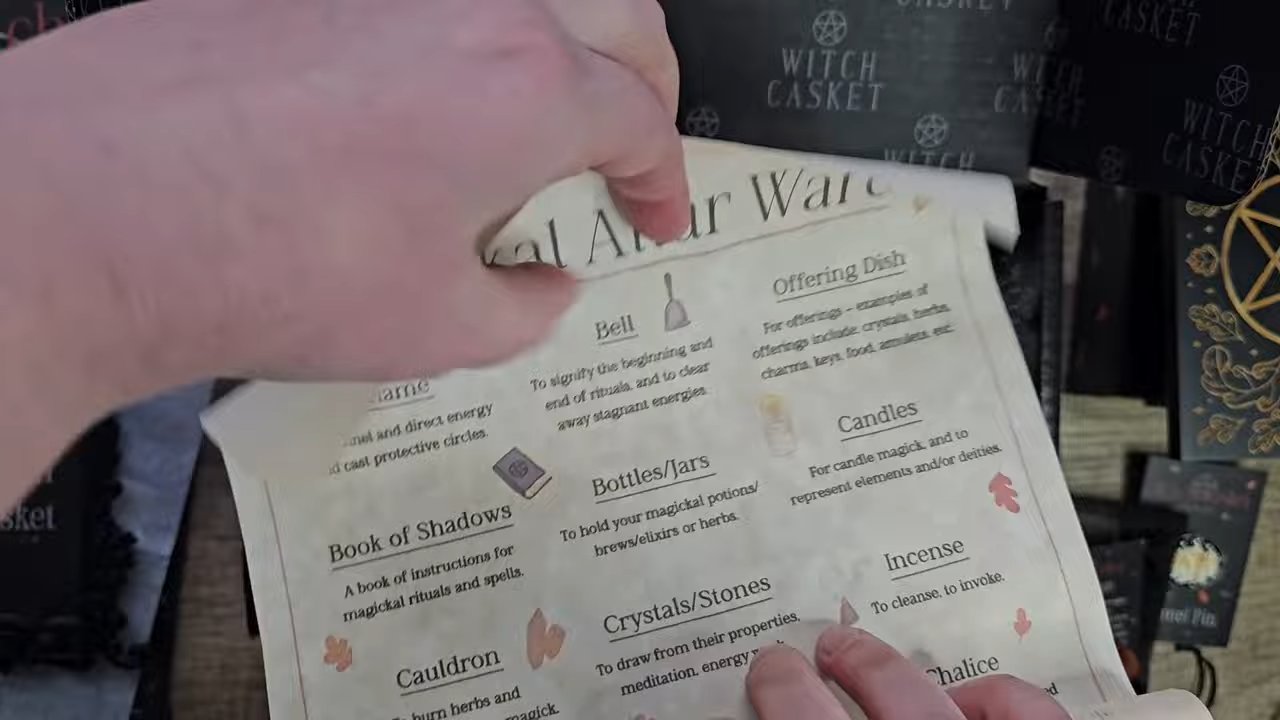 WITCH
CASKET
CASKET
WITCH
CASKET
WITCH
Altar Ware
Bell
To signify the beginning and
end of rituals, and to clear
away stagnant energies.
Offering Dish
For offerings - examples of
offerings include: crystals, herbs,
charms, keys, food, amulets, etc.
and direct energy
cast protective circles.
Book of Shadows
A book of instructions for
magickal rituals and spells.
Bottles/Jars
To hold your magickal potions/
brews/elixirs or herbs.
Candles
For candle magick, and to
represent elements and/or deities.
Cauldron
burn herbs and
magick.
Crystals/Stones
To draw from their properties,
meditation, energy
Incense
To cleanse, to invoke.
Chalice
Pin